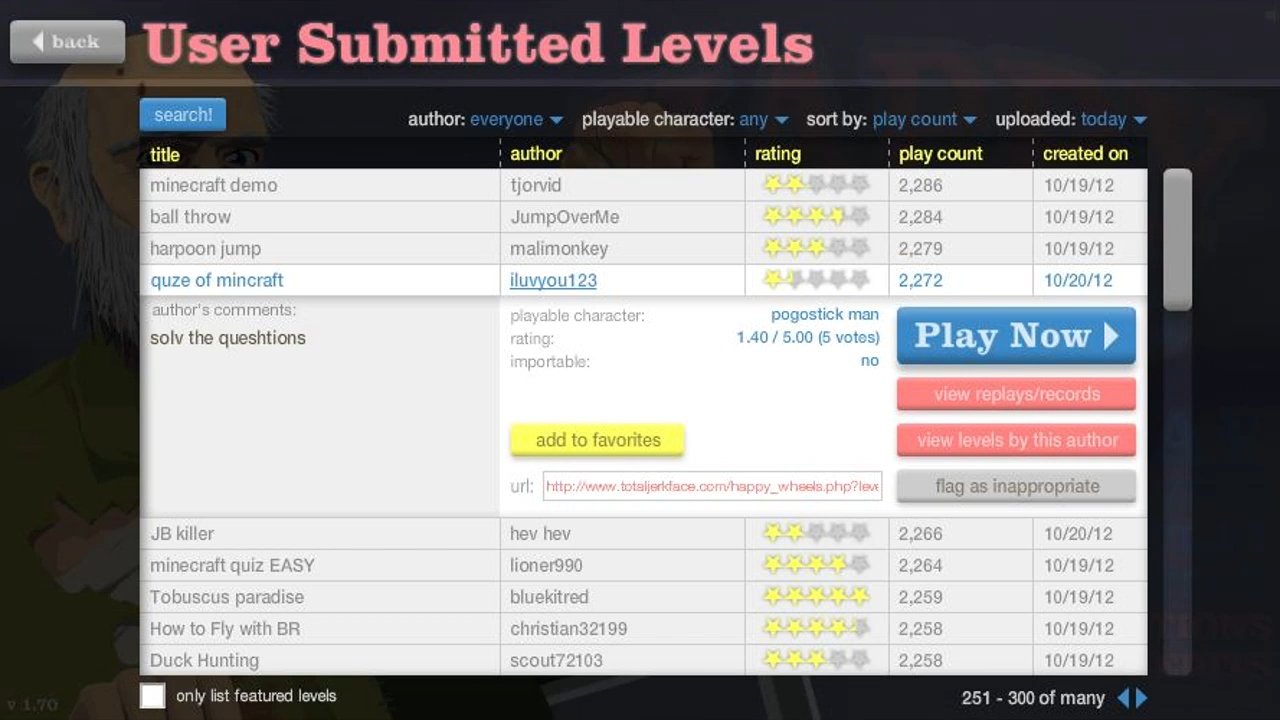 back
User Submitted Levels
search!
author: everyone playable character: any sort by: play count uploaded: today
title author rating play count created on
minecraft demo tjorvid 2,286 10/19/12
ball throw JumpOverMe 2,284 10/19/12
harpoon jump malimonkey 2,279 10/19/12
quze of mincraft iluvyou123 2,272 10/20/12
author's comments:
solv the queshtions
playable character: pogostick man
rating: 1.40 / 5.00 (5 votes)
importable: no
add to favorites
url: http://www.totaljerkface.com/happy_wheels.php?leve
Play Now
view replays/records
view levels by this author
flag as inappropriate
JB killer hev hev 2,266 10/20/12
minecraft quiz EASY lioner990 2,264 10/19/12
Tobuscus paradise bluekitred 2,259 10/19/12
How to Fly with BR christian32199 2,258 10/19/12
Duck Hunting scout72103 2,258 10/19/12
only list featured levels
251 - 300 of many
v 1.70